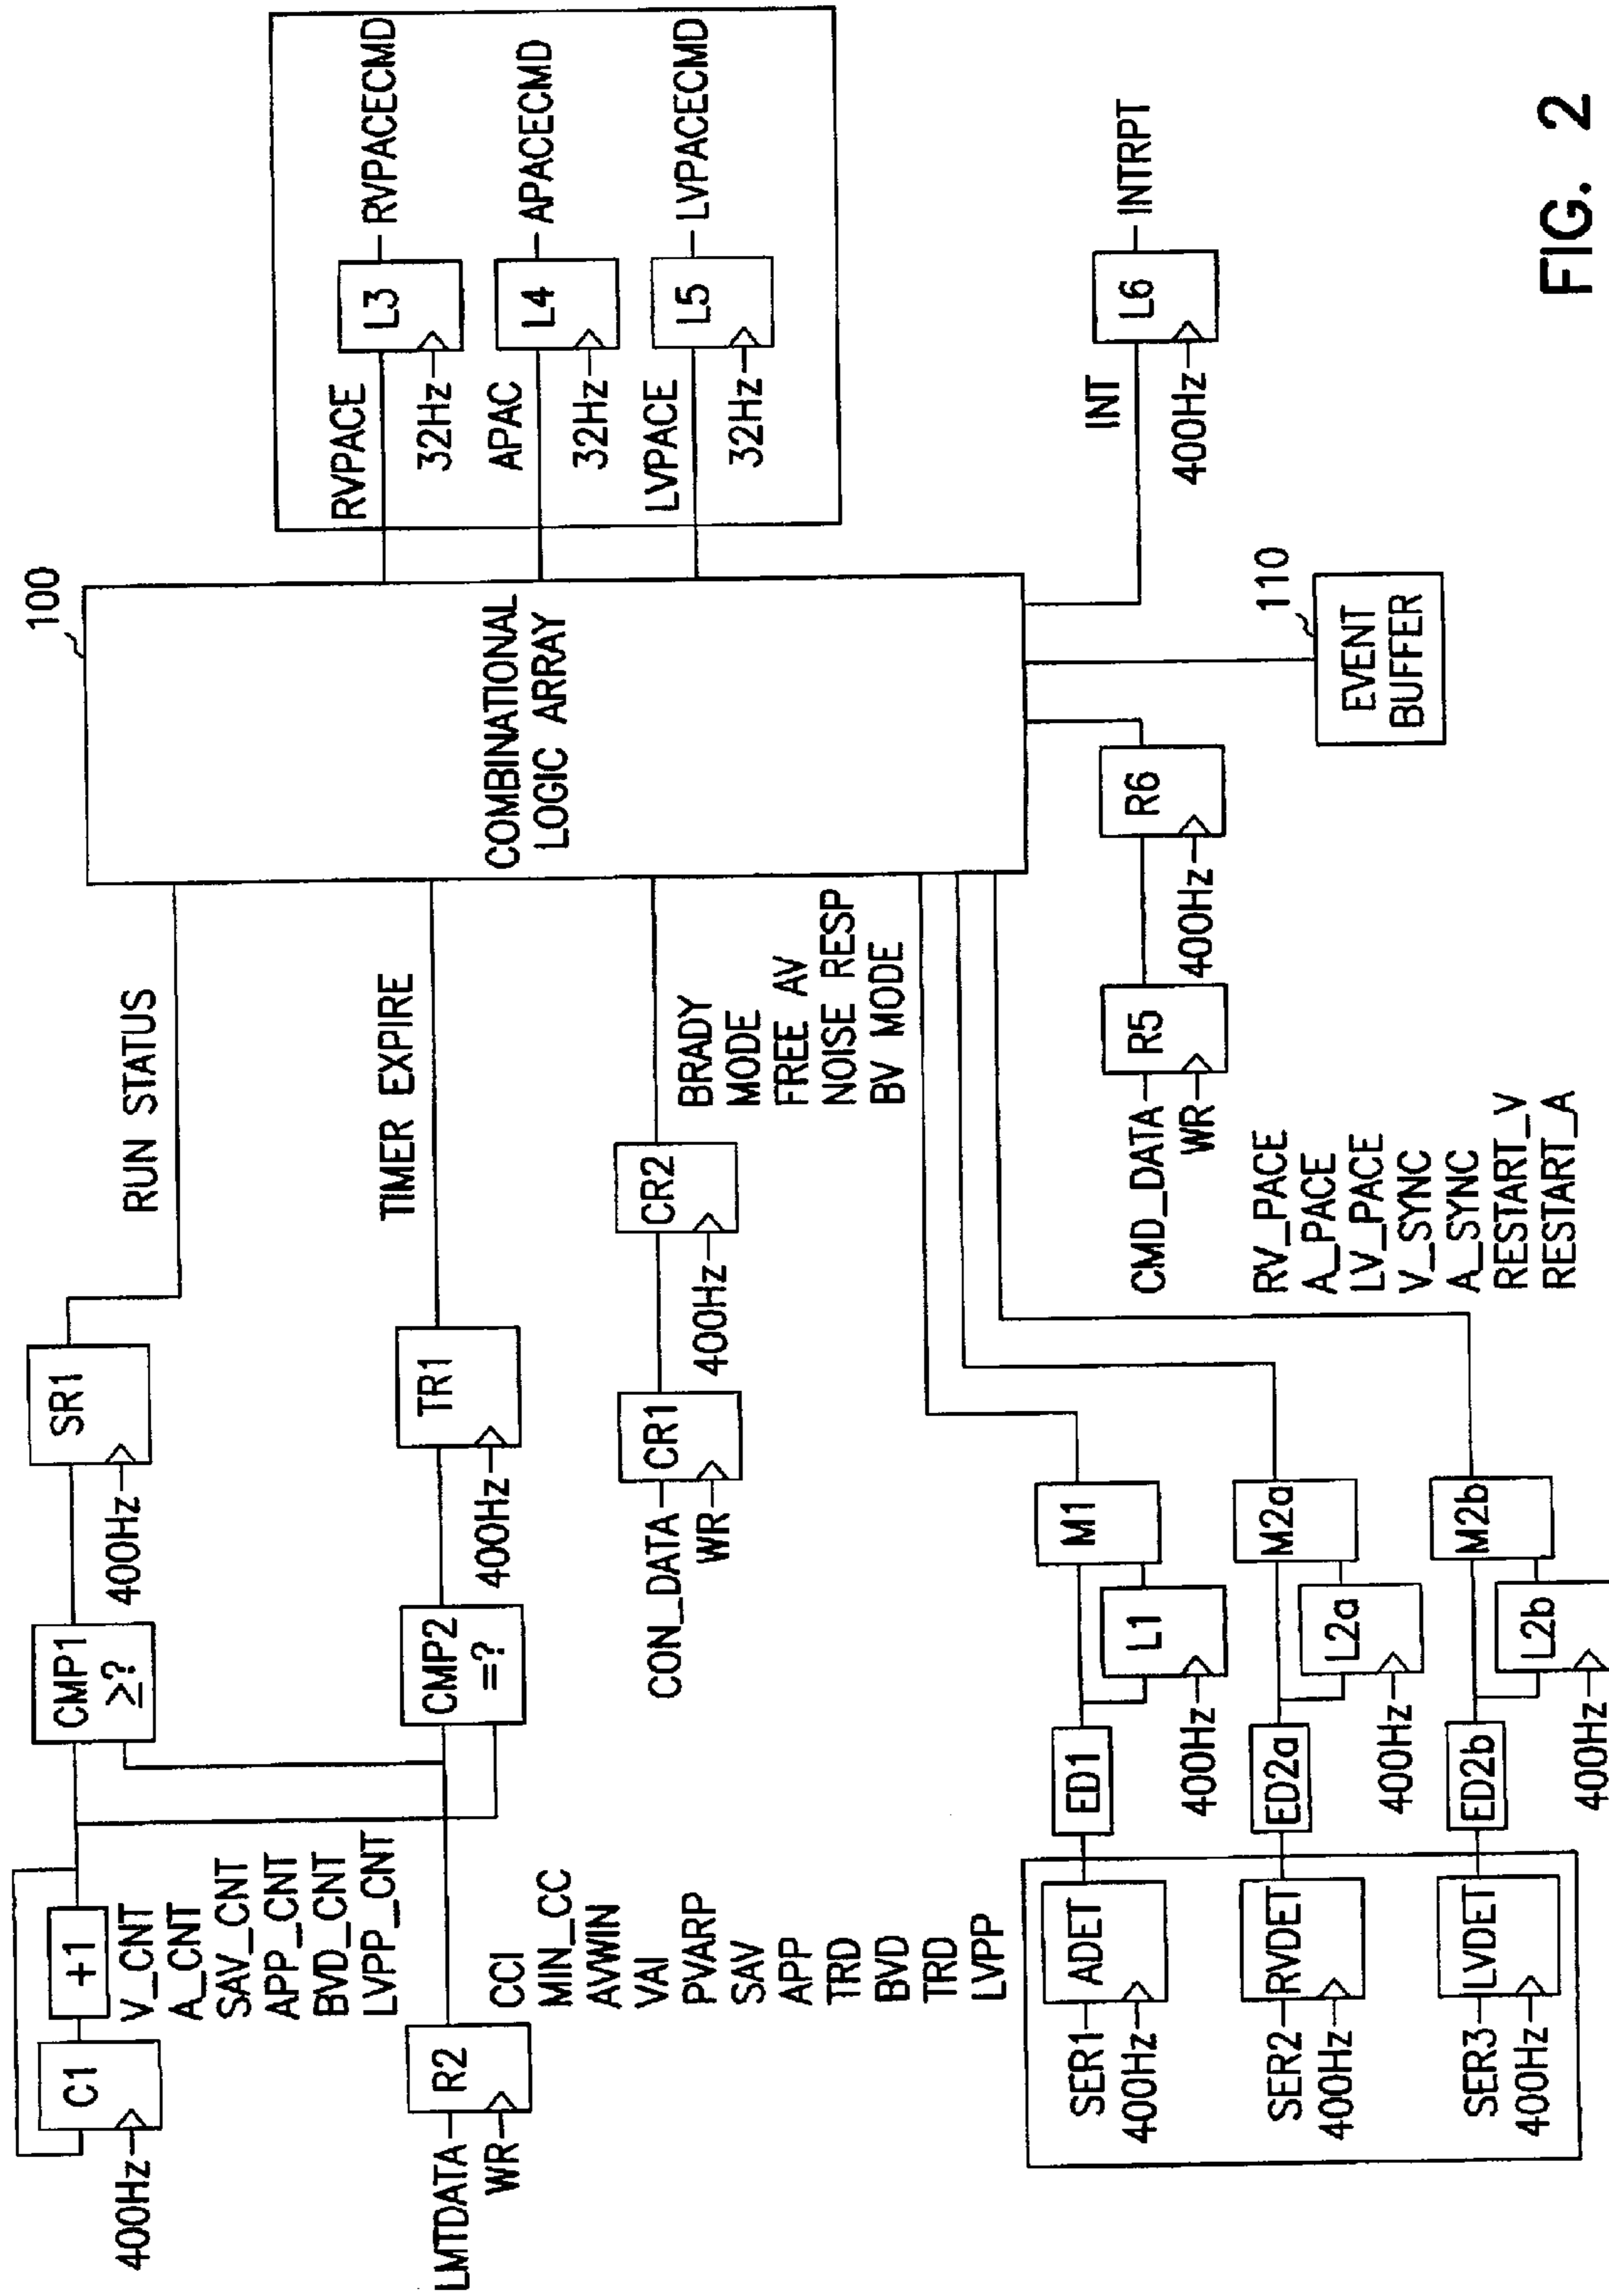 C1
400Hz
+1
V_CNT
A_CNT
SAV_CNT
APP_CNT
BVD_CNT
LVPP_CNT
CMP1
≥?
SR1
400Hz
RUN STATUS
LMTDATA
WR
R2
CCI
MIN_CC
AVWIN
VAI
PVARP
SAV
APP
TRD
BVD
TRD
LVPP
CMP2
=?
TR1
400Hz
TIMER EXPIRE
CON_DATA
WR
CR1
CR2
400Hz
BRADY
MODE
FREE AV
NOISE RESP
BV MODE
100
COMBINATIONAL
LOGIC ARRAY
RVPACE
32Hz
L3
RVPACECMD
APAC
32Hz
L4
APACECMD
LVPACE
32Hz
L5
LVPACECMD
INT
400Hz
L6
INTRPT
110
EVENT
BUFFER
SER1
400Hz
ADET
ED1
400Hz
L1
M1
SER2
400Hz
RVDET
ED2a
400Hz
L2a
M2a
SER3
400Hz
LVDET
ED2b
400Hz
L2b
M2b
CMD_DATA
WR
R5
400Hz
R6
RV_PACE
A_PACE
LV_PACE
V_SYNC
A_SYNC
RESTART_V
RESTART_A
FIG. 2